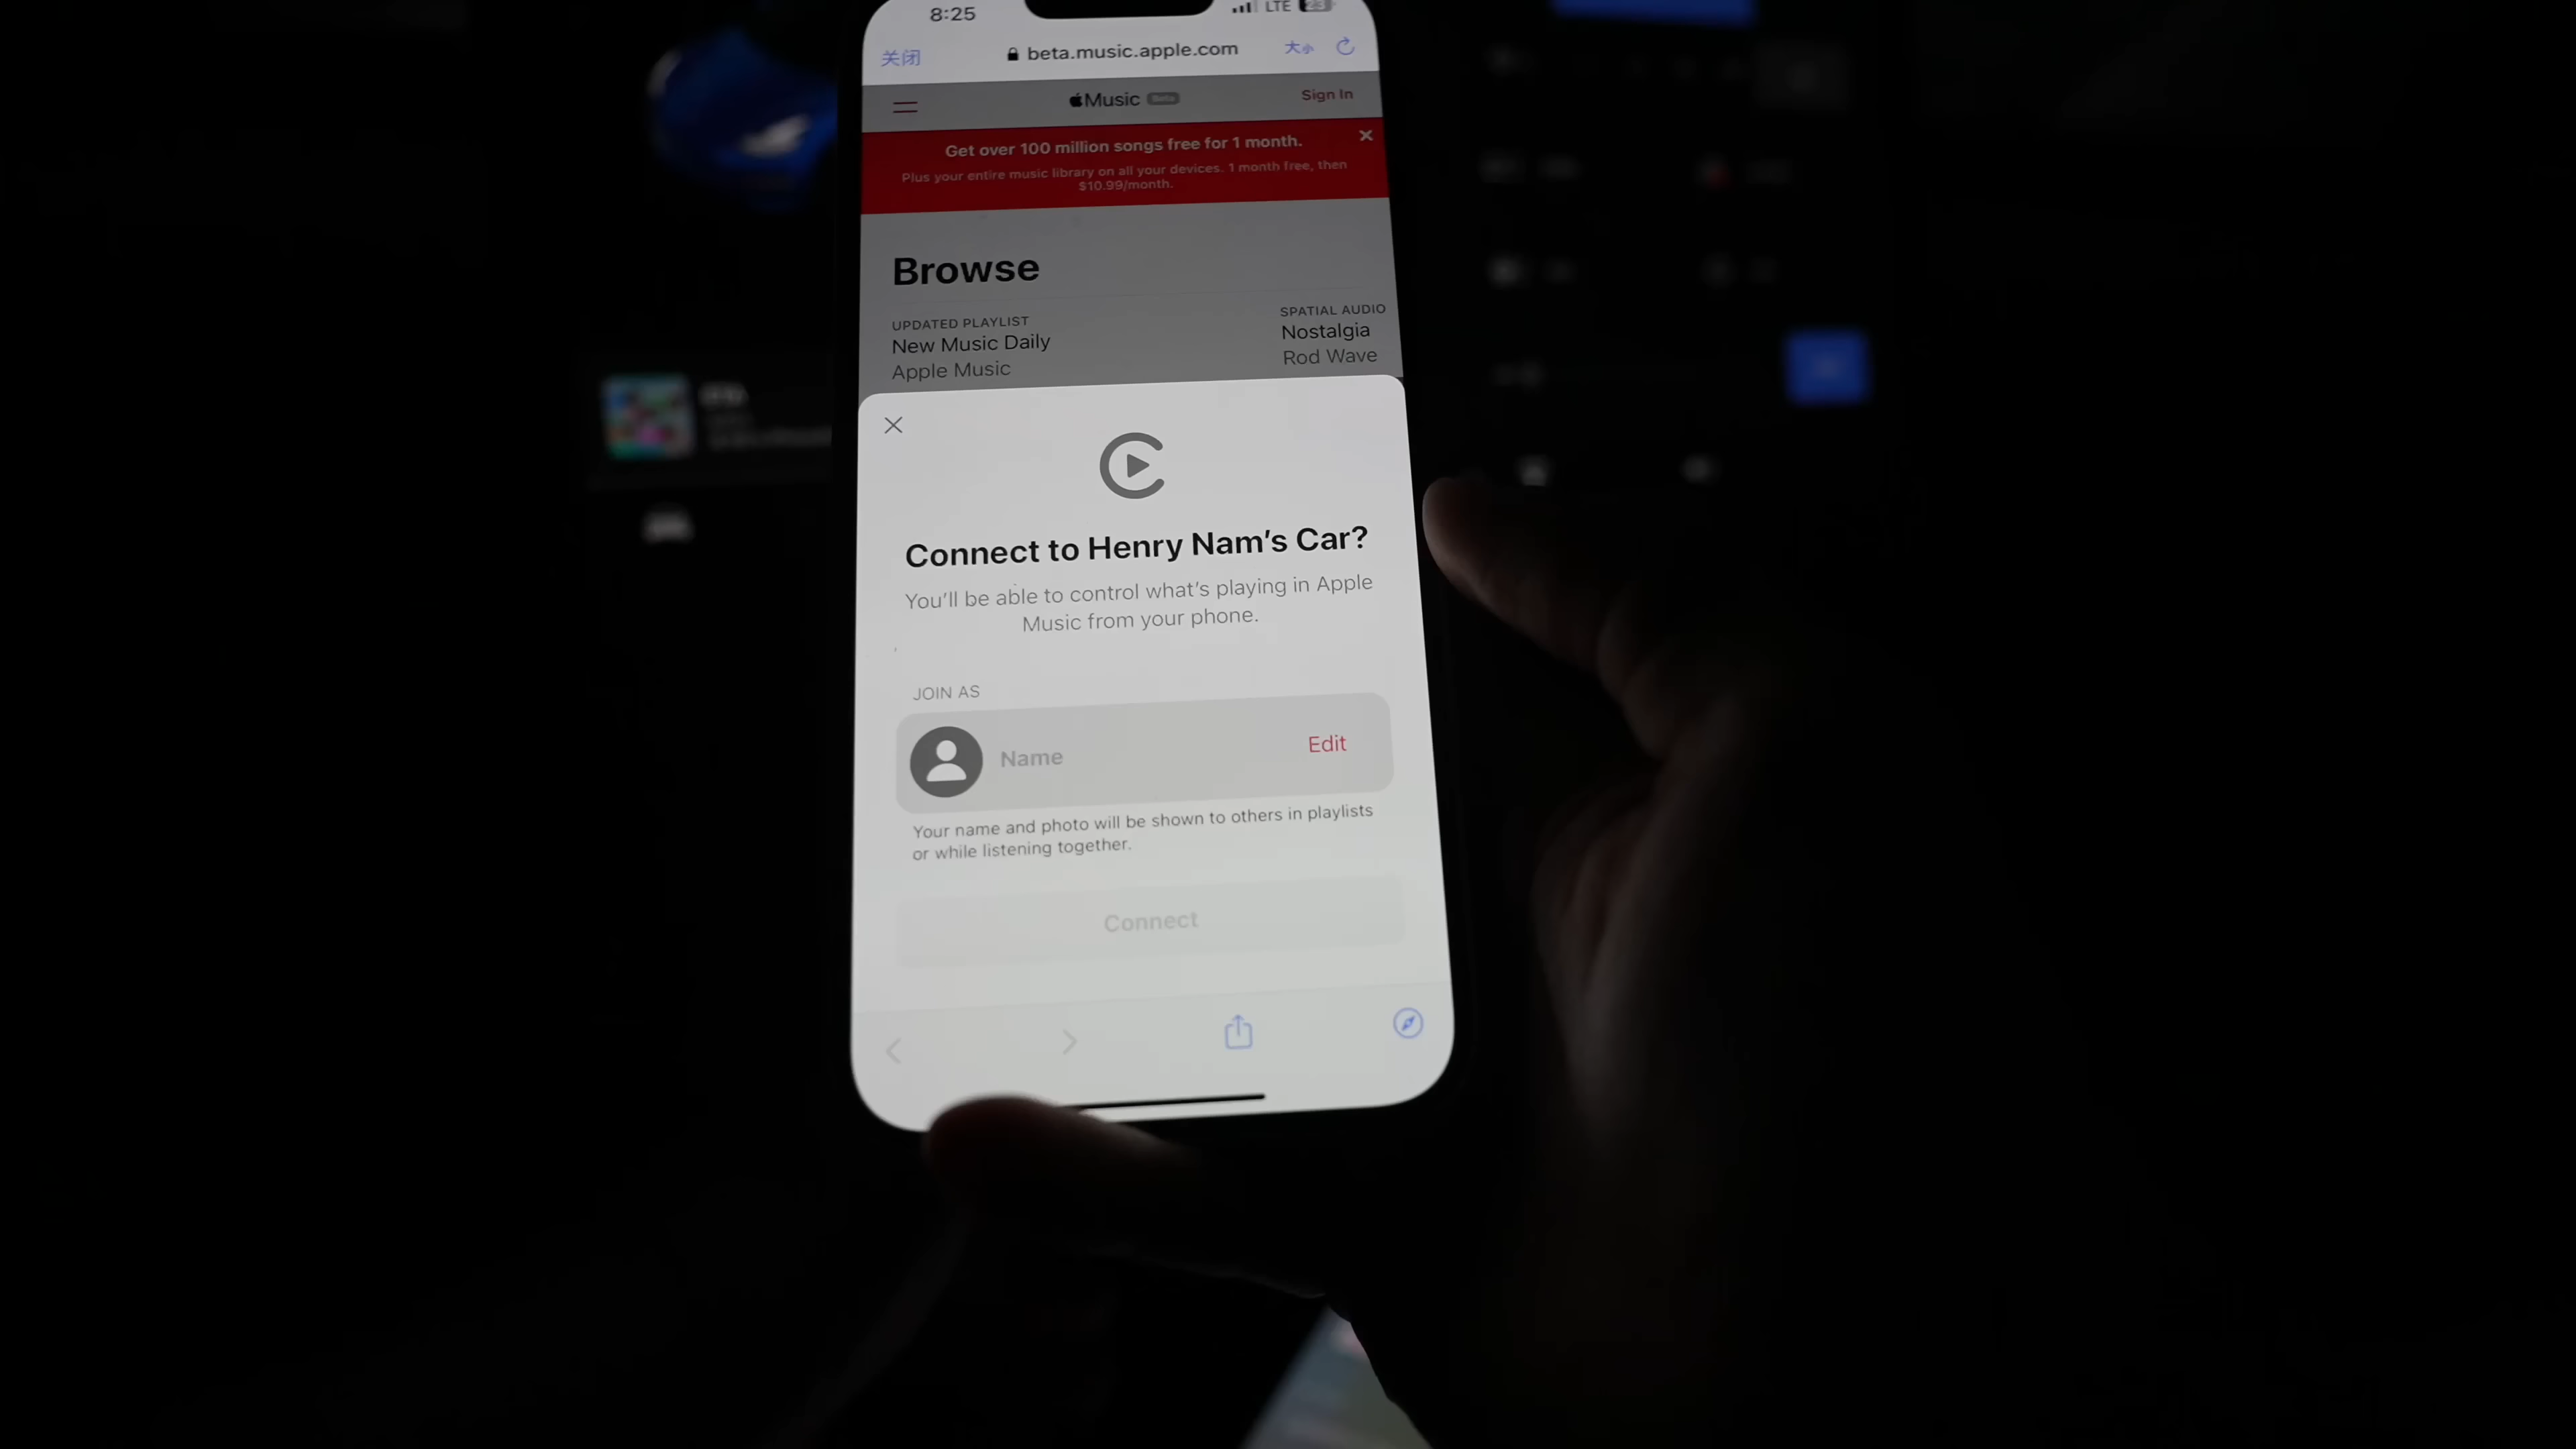 8:25
LTE 23
关闭
beta.music.apple.com
大小
Music Beta
Sign In
Get over 100 million songs free for 1 month.
Plus your entire music library on all your devices. 1 month free, then
$10.99/month.
Browse
UPDATED PLAYLIST
New Music Daily
Apple Music
SPATIAL AUDIO
Nostalgia
Rod Wave
Connect to Henry Nam's Car?
You'll be able to control what's playing in Apple
Music from your phone.
JOIN AS
Name
Edit
Your name and photo will be shown to others in playlists
or while listening together.
Connect